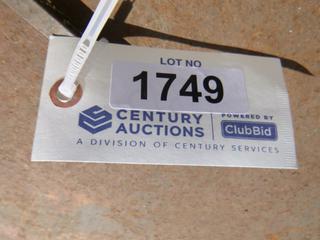 LOT NO
1749
CENTURY
AUCTIONS
POWERED BY
ClubBid
A DIVISION OF CENTURY SERVICES